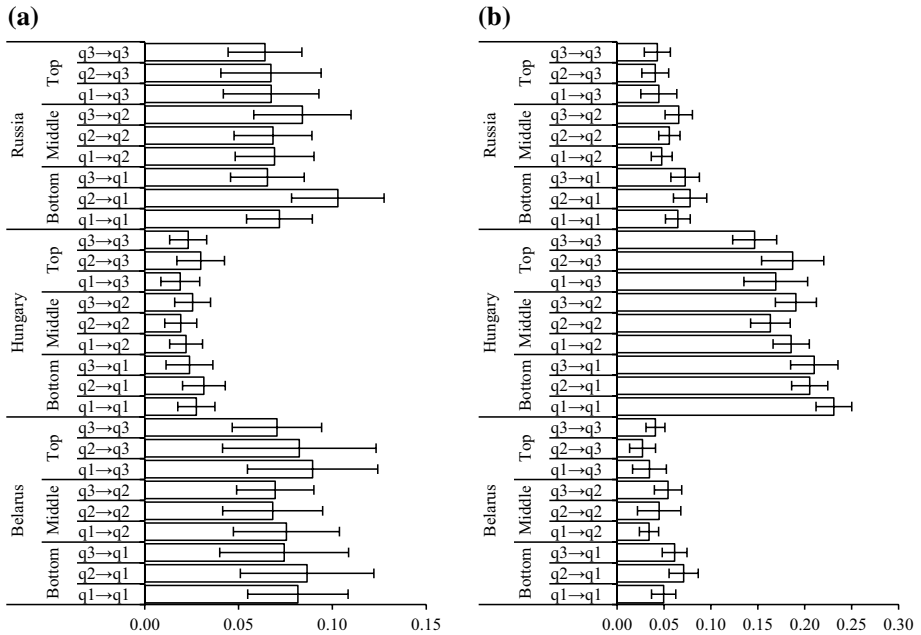 (a)
Russia
Top
q3→q3
q2→q3
q1→q3
Middle
q3→q2
q2→q2
q1→q2
Bottom
q3→q1
q2→q1
q1→q1
Hungary
Top
q3→q3
q2→q3
q1→q3
Middle
q3→q2
q2→q2
q1→q2
Bottom
q3→q1
q2→q1
q1→q1
Belarus
Top
q3→q3
q2→q3
q1→q3
Middle
q3→q2
q2→q2
q1→q2
Bottom
q3→q1
q2→q1
q1→q1
0.00 0.05 0.10 0.15
(b)
Russia
Top
q3→q3
q2→q3
q1→q3
Middle
q3→q2
q2→q2
q1→q2
Bottom
q3→q1
q2→q1
q1→q1
Hungary
Top
q3→q3
q2→q3
q1→q3
Middle
q3→q2
q2→q2
q1→q2
Bottom
q3→q1
q2→q1
q1→q1
Belarus
Top
q3→q3
q2→q3
q1→q3
Middle
q3→q2
q2→q2
q1→q2
Bottom
q3→q1
q2→q1
q1→q1
0.00 0.05 0.10 0.15 0.20 0.25 0.30